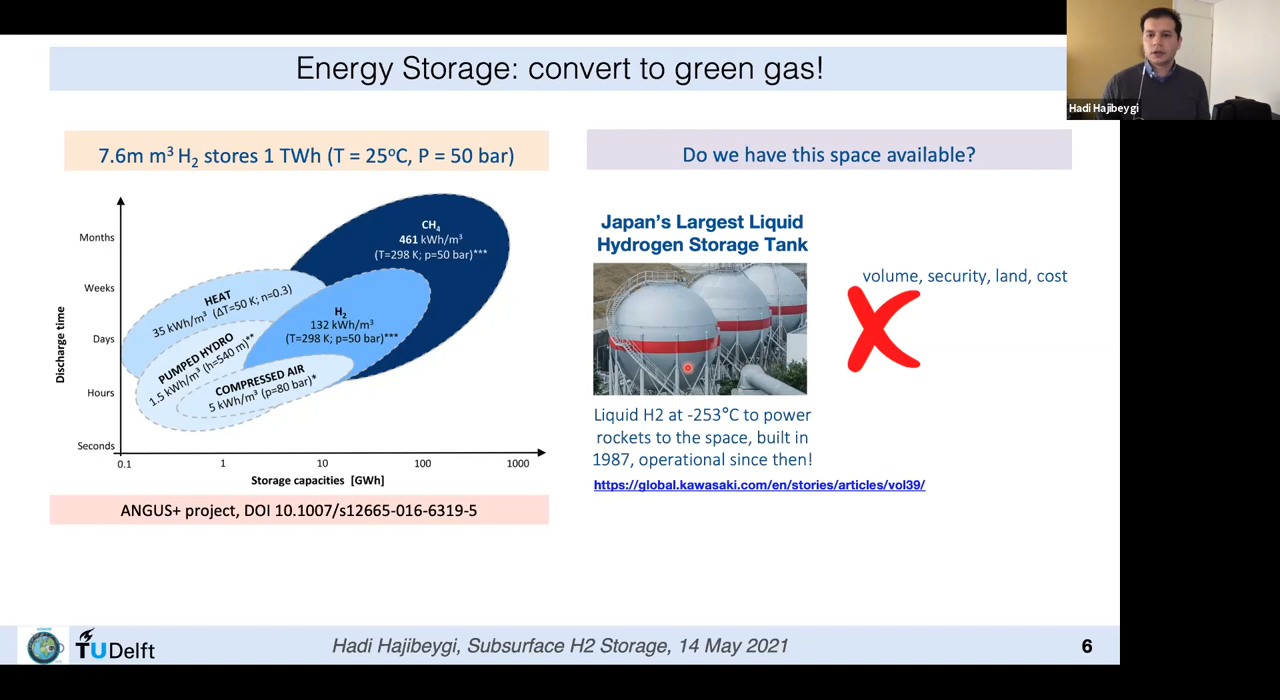 Energy Storage: convert to green gas!
Hadi Hajibeygi
7.6m m³ H₂ stores 1 TWh (T = 25°C, P = 50 bar)
Do we have this space available?
Discharge time
Months
Weeks
Days
Hours
Seconds
CH₄
461 kWh/m³
(T=298 K; p=50 bar)***
HEAT
35 kWh/m³ (ΔT=50 K; n=0.3)
H₂
132 kWh/m³
(T=298 K; p=50 bar)***
PUMPED HYDRO
1.5 kWh/m³ (h=540 m)**
COMPRESSED AIR
5 kWh/m³ (p=80 bar)*
0.1 1 10 100 1000
Storage capacities [GWh]
ANGUS+ project, DOI 10.1007/s12665-016-6319-5
Japan's Largest Liquid
Hydrogen Storage Tank
volume, security, land, cost
Liquid H2 at -253°C to power
rockets to the space, built in
1987, operational since then!
https://global.kawasaki.com/en/stories/articles/vol39/
TUDelft
Hadi Hajibeygi, Subsurface H2 Storage, 14 May 2021
6